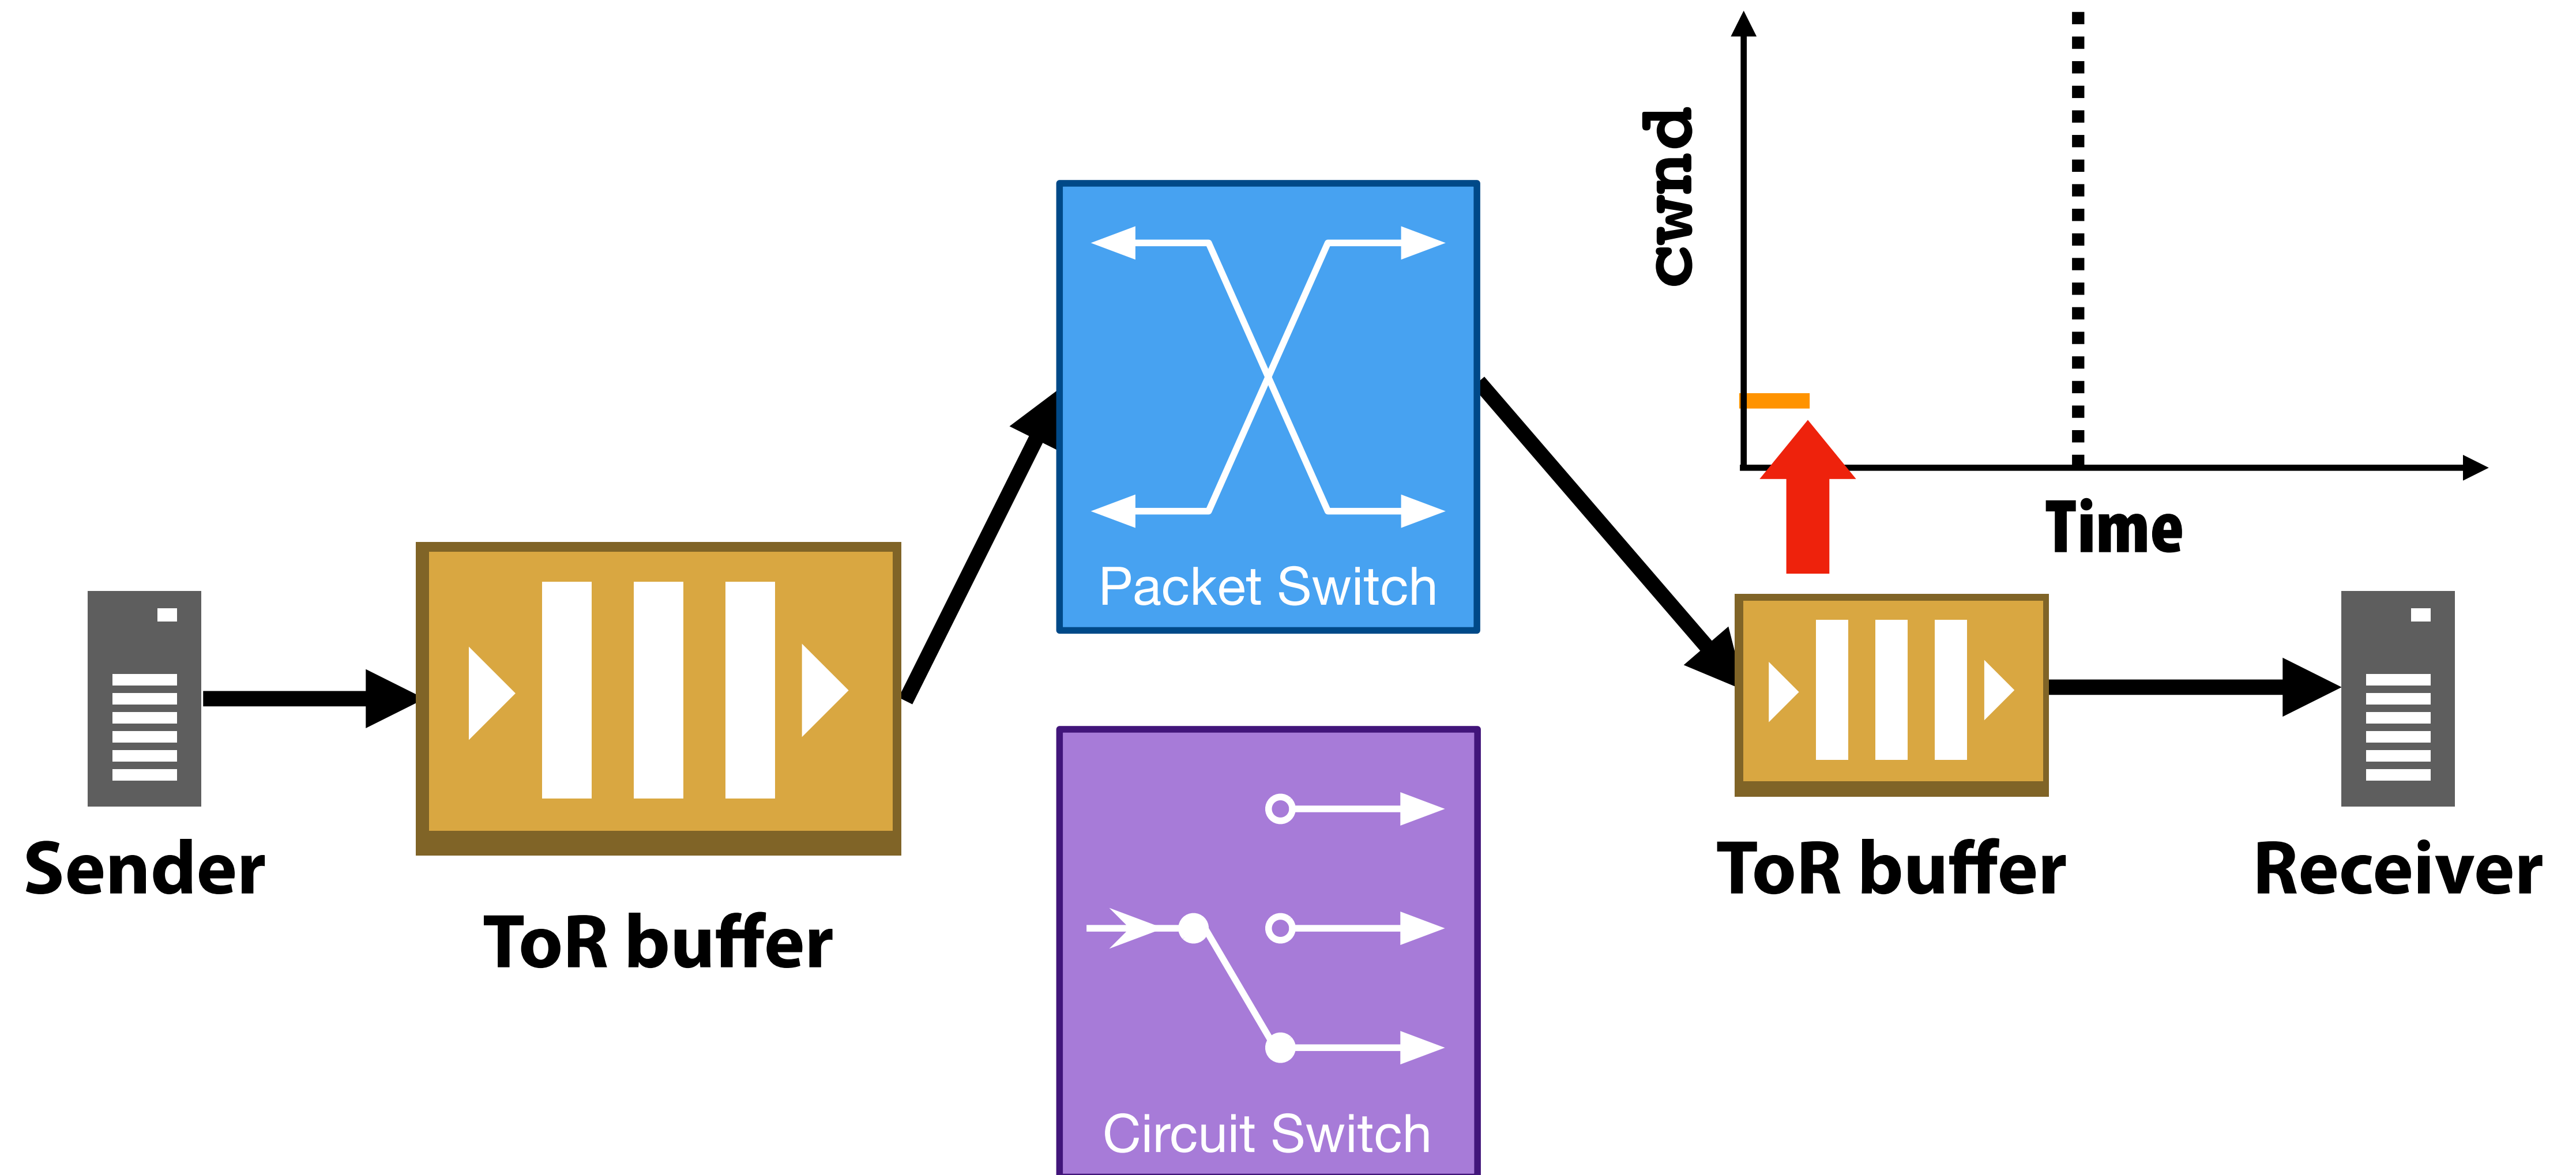 cwnd
Time
Packet Switch
Sender
ToR buffer
Circuit Switch
ToR buffer
Receiver